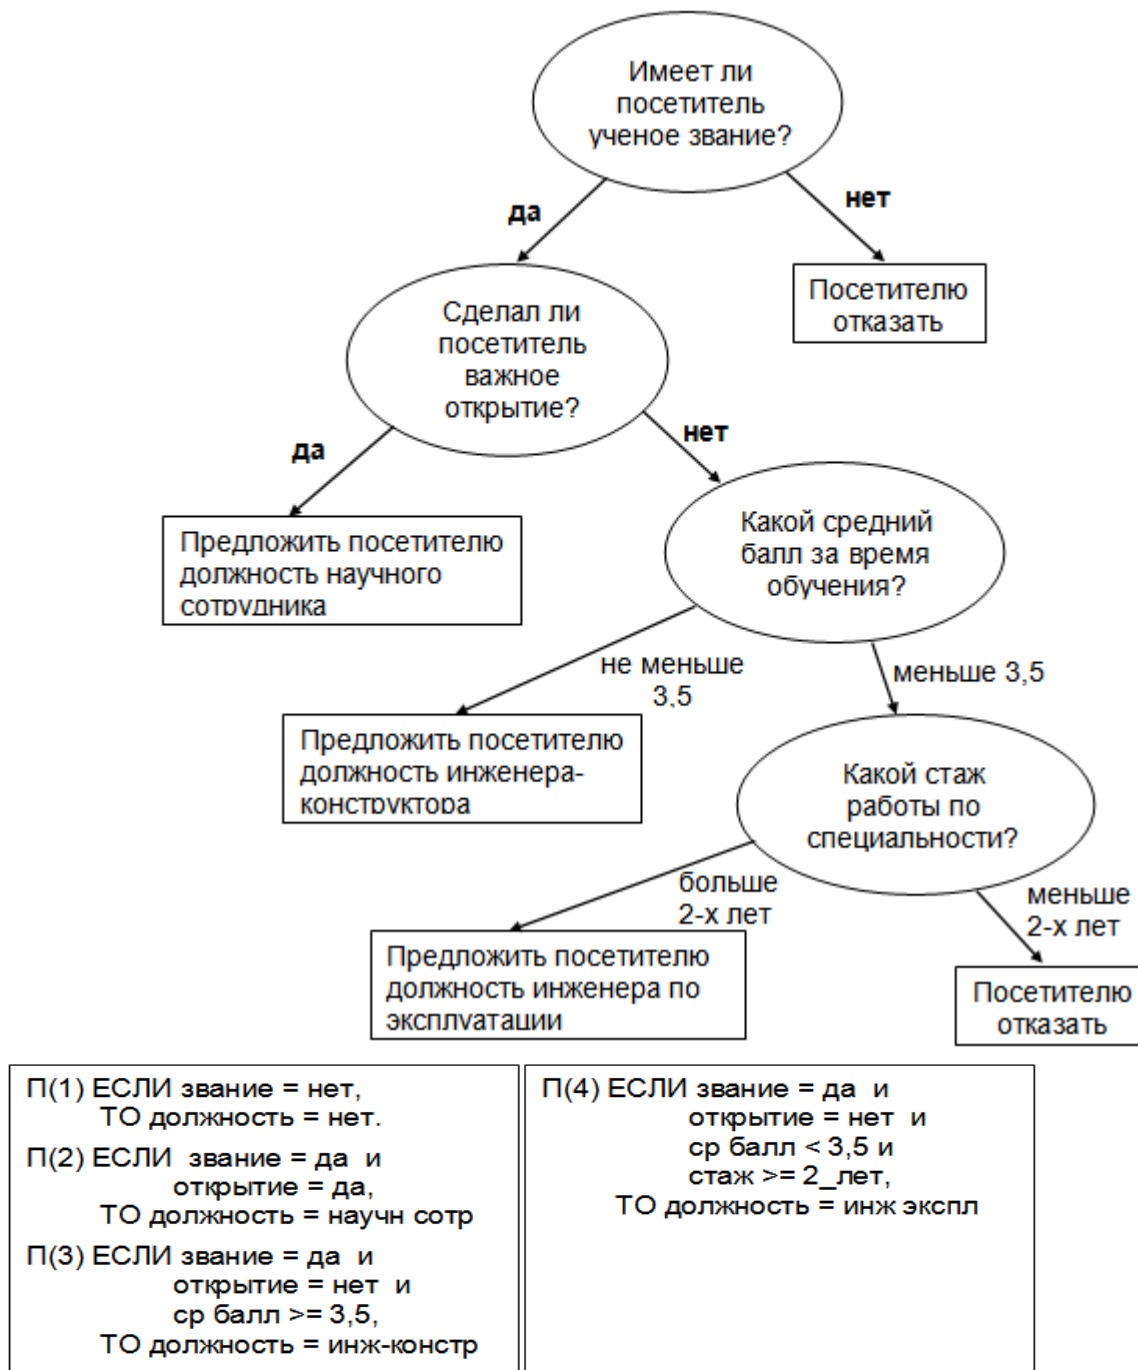 Имеет ли
посетитель
ученое звание?
да
нет
Посетителю
отказать
Сделал ли
посетитель
важное
открытие?
да
нет
Предложить посетителю
должность научного
сотрудника
Какой средний
балл за время
обучения?
не меньше
3,5
меньше 3,5
Предложить посетителю
должность инженера-
конструктора
Какой стаж
работы по
специальности?
больше
2-х лет
меньше
2-х лет
Предложить посетителю
должность инженера по
эксплуатации
Посетителю
отказать
П(1) ЕСЛИ звание = нет,
ТО должность = нет.
П(2) ЕСЛИ звание = да и
открытие = да,
ТО должность = научн сотр
П(3) ЕСЛИ звание = да и
открытие = нет и
ср балл >= 3,5,
ТО должность = инж-констр
П(4) ЕСЛИ звание = да и
открытие = нет и
ср балл < 3,5 и
стаж >= 2_лет,
ТО должность = инж экспл